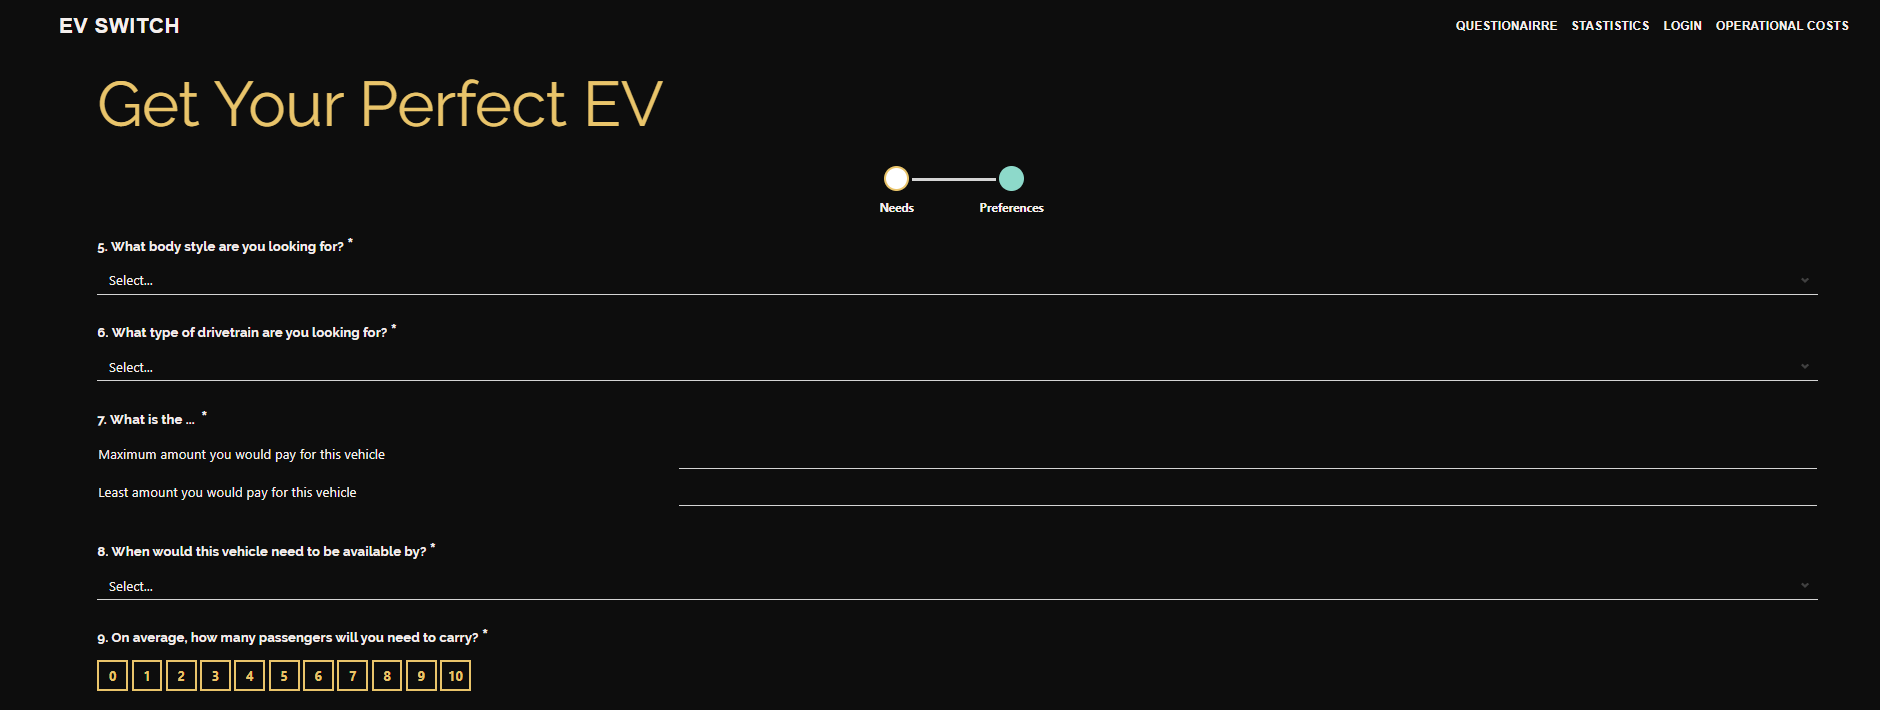 EV SWITCH
QUESTIONAIRRE STASTISTICS LOGIN OPERATIONAL COSTS
Get Your Perfect EV
Needs Preferences
5. What body style are you looking for? *
Select...
6. What type of drivetrain are you looking for? *
Select...
7. What is the ... *
Maximum amount you would pay for this vehicle
Least amount you would pay for this vehicle
8. When would this vehicle need to be available by? *
Select...
9. On average, how many passengers will you need to carry? *
0 1 2 3 4 5 6 7 8 9 10